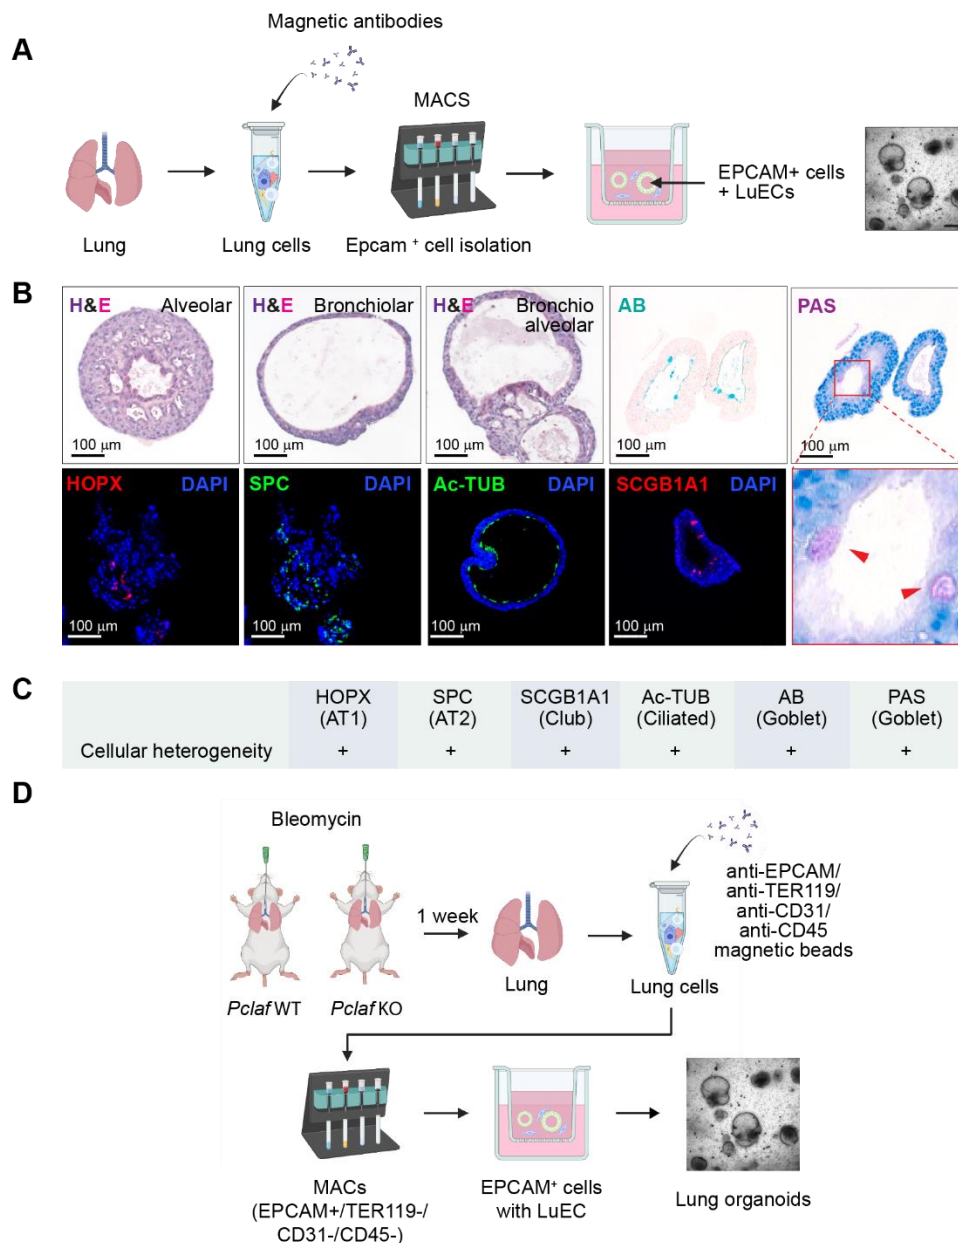 A
Magnetic antibodies
MACS
EPCAM+ cells
+ LuECs
Lung
Lung cells
Epcam + cell isolation
B
H&E Alveolar
H&E Bronchiolar
H&E Bronchio
alveolar
AB
PAS
100 µm
100 µm
100 µm
100 µm
HOPX DAPI
SPC DAPI
Ac-TUB DAPI
SCGB1A1 DAPI
100 µm
100 µm
100 µm
100 µm
C
HOPX
(AT1)
SPC
(AT2)
SCGB1A1
(Club)
Ac-TUB
(Ciliated)
AB
(Goblet)
PAS
(Goblet)
Cellular heterogeneity + + + + + +
D
Bleomycin
1 week
anti-EPCAM/
anti-TER119/
anti-CD31/
anti-CD45
magnetic beads
Lung
Lung cells
Pclaf WT
Pclaf KO
MACs
(EPCAM+/TER119-/
CD31-/CD45-)
EPCAM+ cells
with LuEC
Lung organoids